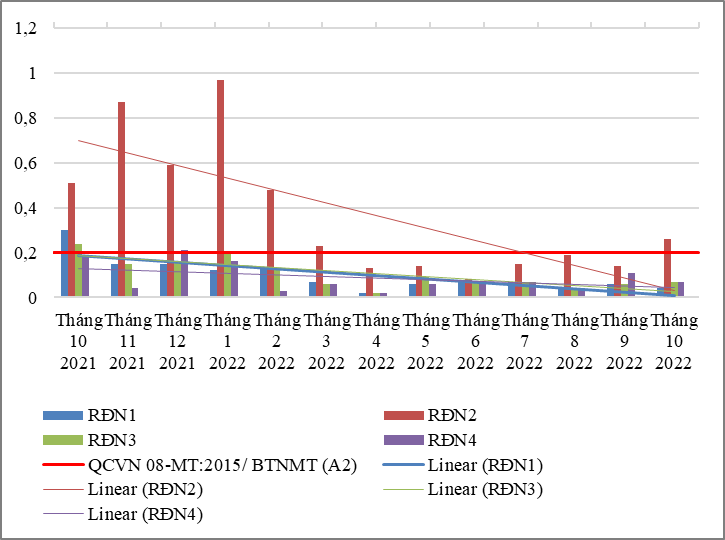 1,2
1
0,8
0,6
0,4
0,2
0
Tháng Tháng Tháng Tháng Tháng Tháng Tháng Tháng Tháng Tháng Tháng Tháng Tháng
10 11 12 1 2 3 4 5 6 7 8 9 10
2021 2021 2021 2022 2022 2022 2022 2022 2022 2022 2022 2022 2022
RĐN1 RĐN2
RĐN3 RĐN4
QCVN 08-MT:2015/ BTNMT (A2) Linear (RĐN1)
Linear (RĐN2) Linear (RĐN3)
Linear (RĐN4)